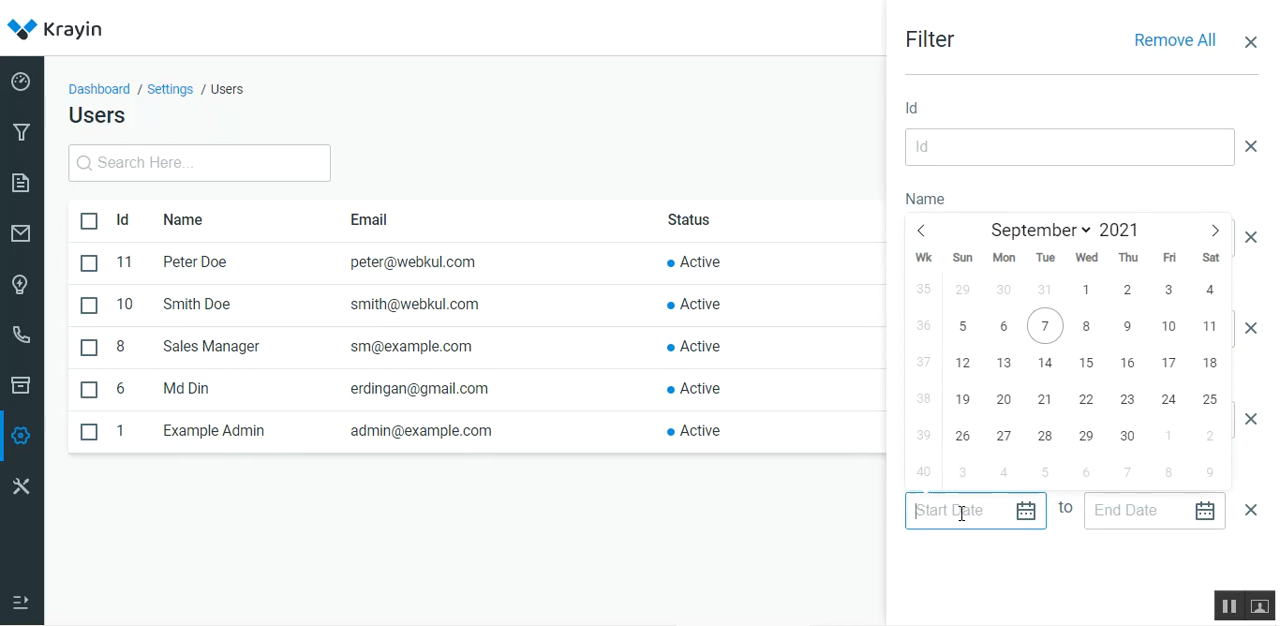 Krayin
Dashboard / Settings / Users
Users
Search Here...
Id Name Email Status
11 Peter Doe peter@webkul.com Active
10 Smith Doe smith@webkul.com Active
8 Sales Manager sm@example.com Active
6 Md Din erdingan@gmail.com Active
1 Example Admin admin@example.com Active
Filter Remove All
Id
Id
Name
September 2021
Wk Sun Mon Tue Wed Thu Fri Sat
35 29 30 31 1 2 3 4
36 5 6 7 8 9 10 11
37 12 13 14 15 16 17 18
38 19 20 21 22 23 24 25
39 26 27 28 29 30 1 2
40 3 4 5 6 7 8 9
Start Date to End Date